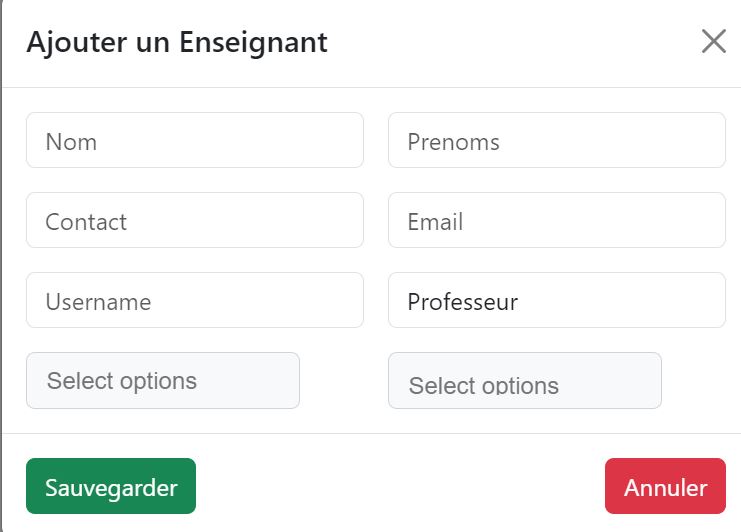 Ajouter un Enseignant
Nom
Prenoms
Contact
Email
Username
Professeur
Select options
Select options
Sauvegarder
Annuler